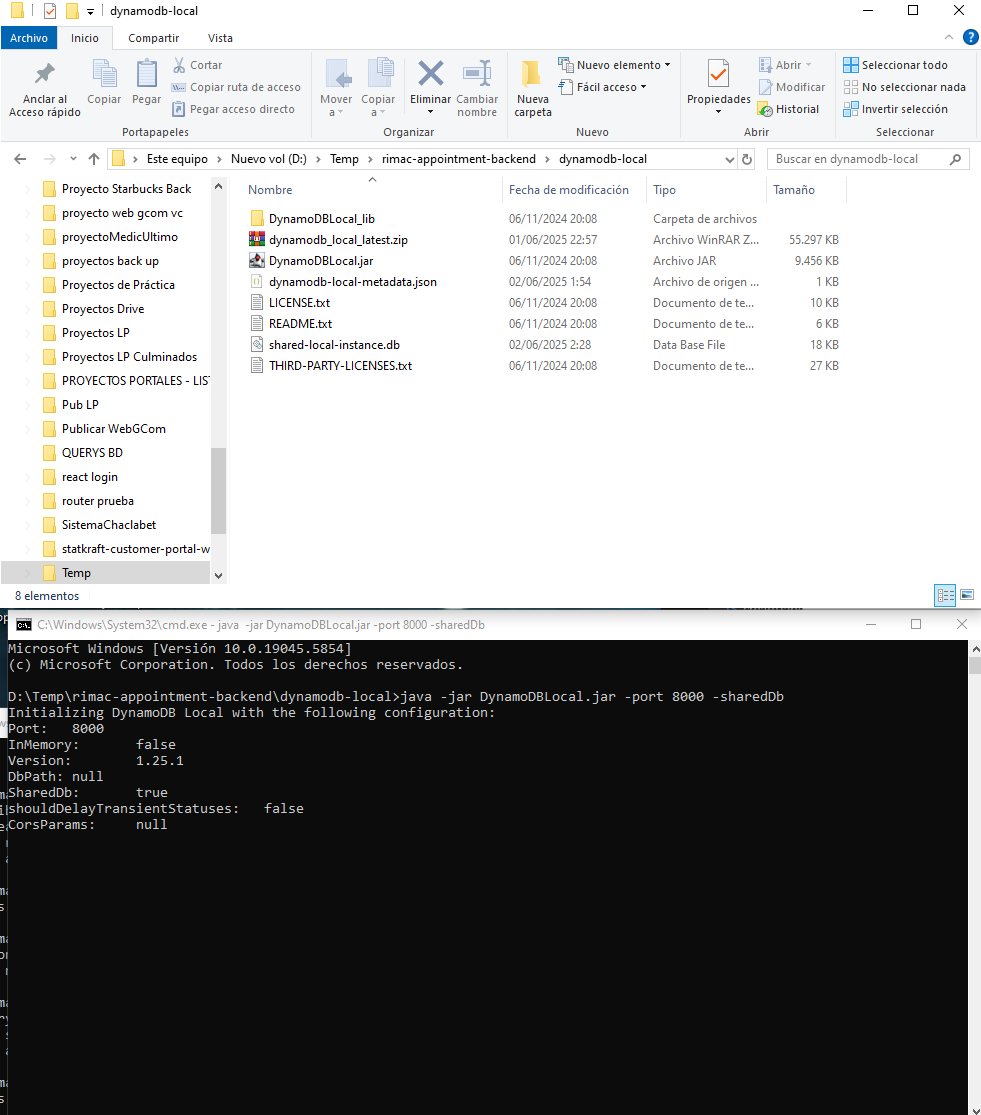 dynamodb-local
Archivo Inicio Compartir Vista
Anclar al Acceso rápido
Copiar
Pegar
Cortar
Copiar ruta de acceso
Pegar acceso directo
Portapapeles
Mover a
Copiar a
Eliminar
Cambiar nombre
Organizar
Nueva carpeta
Nuevo elemento
Fácil acceso
Nuevo
Propiedades
Abrir
Modificar
Historial
Abrir
Seleccionar todo
No seleccionar nada
Invertir selección
Seleccionar
Este equipo > Nuevo vol (D:) > Temp > rimac-appointment-backend > dynamodb-local
Buscar en dynamodb-local
Proyecto Starbucks Back
proyecto web gcom vc
proyectoMedicUltimo
proyectos back up
Proyectos de Práctica
Proyectos Drive
Proyectos LP
Proyectos LP Culminados
PROYECTOS PORTALES - LIST
Pub LP
Publicar WebGCom
QUERYS BD
react login
router prueba
SistemaChaclabet
statkraft-customer-portal-w
Temp
Nombre Fecha de modificación Tipo Tamaño
DynamoDBLocal_lib 06/11/2024 20:08 Carpeta de archivos
dynamodb_local_latest.zip 01/06/2025 22:57 Archivo WinRAR Z... 55.297 KB
DynamoDBLocal.jar 06/11/2024 20:08 Archivo JAR 9.456 KB
dynamodb-local-metadata.json 02/06/2025 1:54 Archivo de origen ... 1 KB
LICENSE.txt 06/11/2024 20:08 Documento de te... 10 KB
README.txt 06/11/2024 20:08 Documento de te... 6 KB
shared-local-instance.db 02/06/2025 2:28 Data Base File 18 KB
THIRD-PARTY-LICENSES.txt 06/11/2024 20:08 Documento de te... 27 KB
8 elementos
C:\Windows\System32\cmd.exe - java -jar DynamoDBLocal.jar -port 8000 -sharedDb
Microsoft Windows [Versión 10.0.19045.5854]
(c) Microsoft Corporation. Todos los derechos reservados.
D:\Temp\rimac-appointment-backend\dynamodb-local>java -jar DynamoDBLocal.jar -port 8000 -sharedDb
Initializing DynamoDB Local with the following configuration:
Port: 8000
InMemory: false
Version: 1.25.1
DbPath: null
SharedDb: true
shouldDelayTransientStatuses: false
CorsParams: null